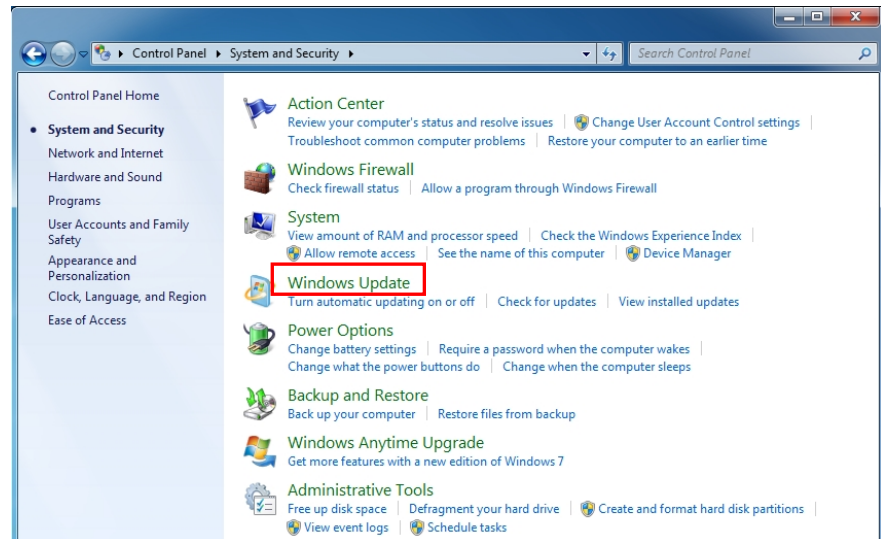 Control Panel System and Security Search Control Panel
Control Panel Home
System and Security
Network and Internet
Hardware and Sound
Programs
User Accounts and Family
Safety
Appearance and
Personalization
Clock, Language, and Region
Ease of Access
Action Center
Review your computer's status and resolve issues Change User Account Control settings
Troubleshoot common computer problems Restore your computer to an earlier time
Windows Firewall
Check firewall status Allow a program through Windows Firewall
System
View amount of RAM and processor speed Check the Windows Experience Index
Allow remote access See the name of this computer Device Manager
Windows Update
Turn automatic updating on or off Check for updates View installed updates
Power Options
Change battery settings Require a password when the computer wakes
Change what the power buttons do Change when the computer sleeps
Backup and Restore
Back up your computer Restore files from backup
Windows Anytime Upgrade
Get more features with a new edition of Windows 7
Administrative Tools
Free up disk space Defragment your hard drive Create and format hard disk partitions
View event logs Schedule tasks